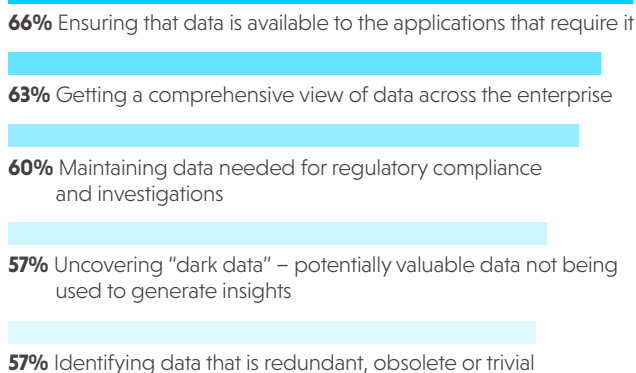 66% Ensuring that data is available to the applications that require it
63% Getting a comprehensive view of data across the enterprise
60% Maintaining data needed for regulatory compliance
and investigations
57% Uncovering “dark data” – potentially valuable data not being
used to generate insights
57% Identifying data that is redundant, obsolete or trivial